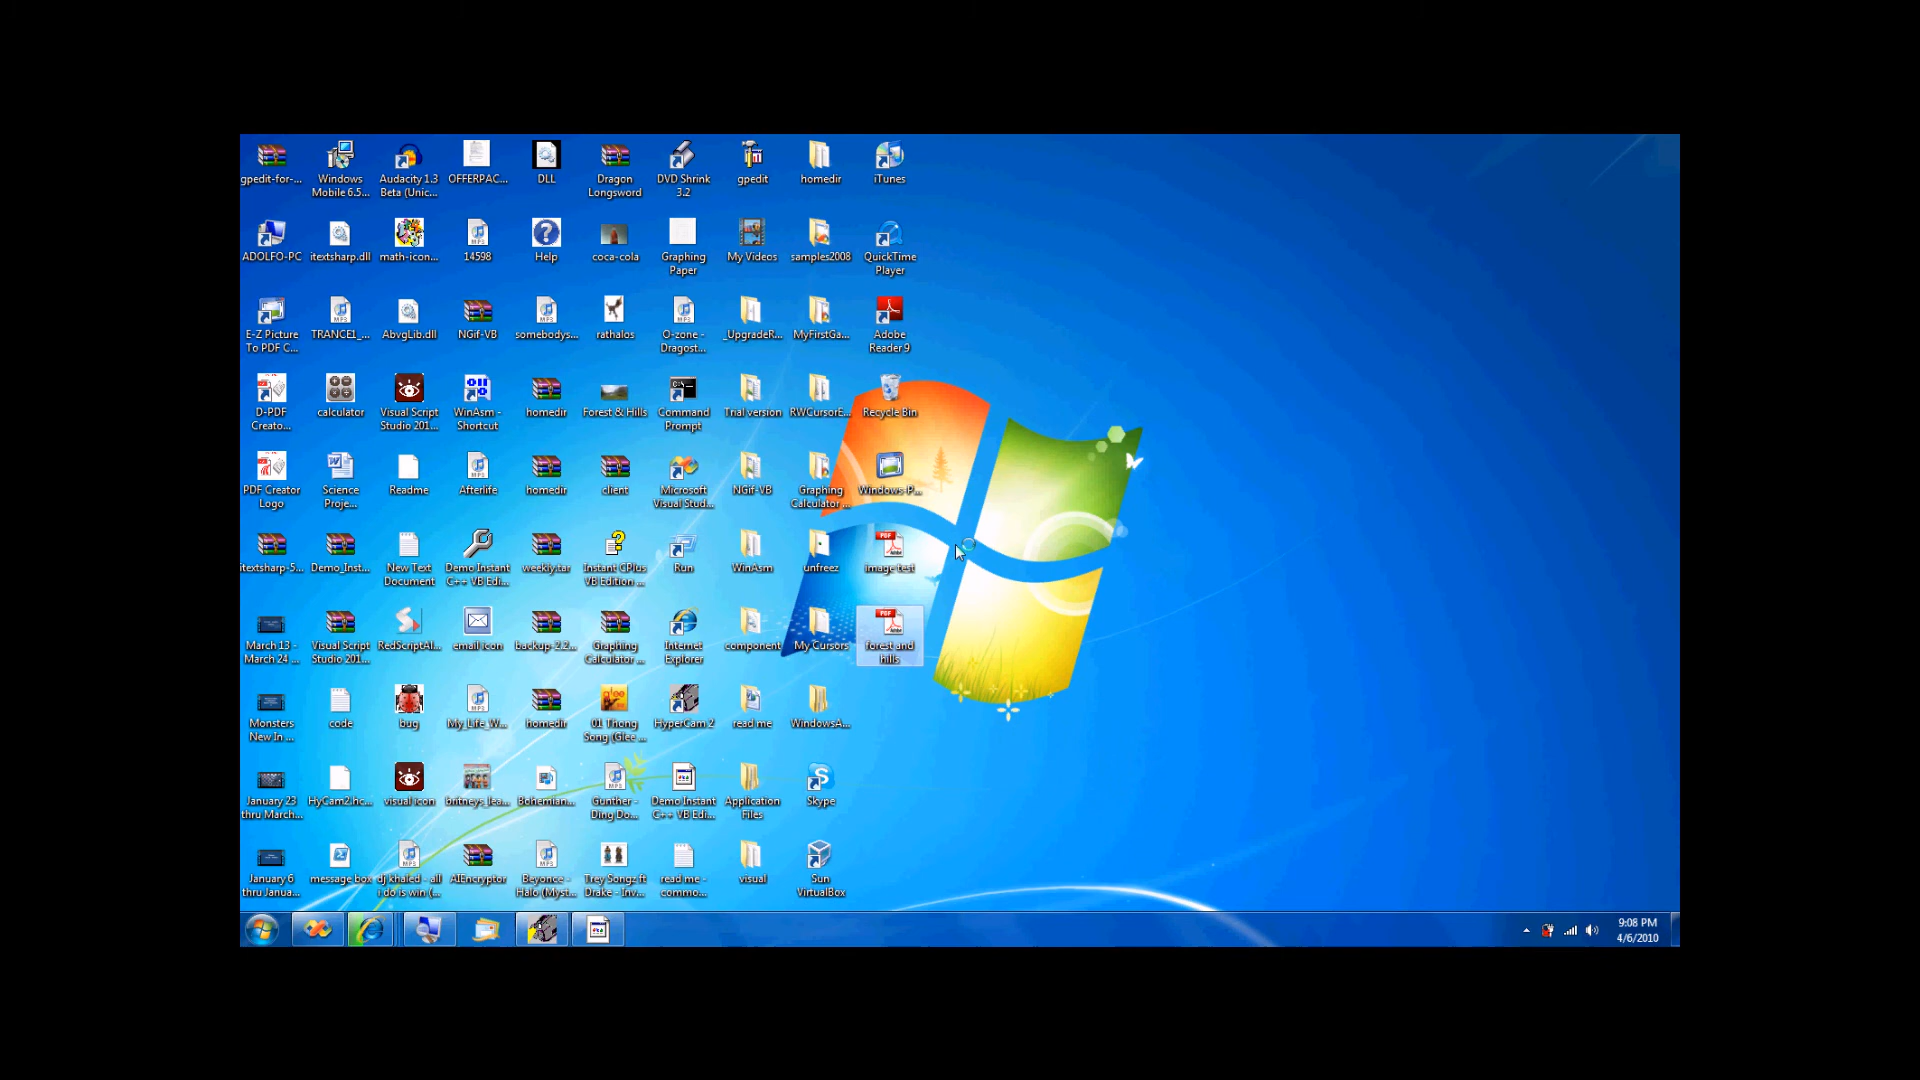 gpedit-for-...
Windows
Mobile 6.5...
Audacity 1.3
Beta (Unic...
OFFERPAC...
DLL
Dragon
Longsword
DVD Shrink
3.2
gpedit
homedir
iTunes
ADOLFO-PC
itextsharp.dll
math-icon...
14598
Help
coca-cola
Graphing
Paper
My Videos
samples2008
QuickTime
Player
E-Z Picture
To PDF C...
TRANCE1_...
AbvgLib.dll
NGif-VB
somebodys...
rathalos
O-zone -
Dragost...
_UpgradeR...
MyFirstGa...
Adobe
Reader 9
D-PDF
Creato...
calculator
Visual Script
Studio 201...
WinAsm -
Shortcut
homedir
Forest & Hills
Command
Prompt
Trial version
RWCursorE...
Recycle Bin
PDF Creator
Logo
Science
Proje...
Readme
Afterlife
homedir
client
Microsoft
Visual Stud...
NGif-VB
Graphing
Calculator ...
Windows-P...
itextsharp-5...
Demo_Inst...
New Text
Document
Demo Instant
C++ VB Edi...
weekly.tar
Instant CPlus
VB Edition ...
Run
WinAsm
unfreez
image test
March 13 -
March 24 ...
Visual Script
Studio 201...
RedScriptAl...
email icon
backup-2.2...
Graphing
Calculator ...
Internet
Explorer
component
My Cursors
forest and
hills
Monsters
New In ...
code
bug
My_Life_W...
homedir
01 Thong
Song (Glee ...
HyperCam 2
read me
WindowsA...
January 23
thru March...
HyCam2.hc...
visual icon
britneys_lea...
Bohemian...
Gunther -
Ding Do...
Demo Instant
C++ VB Edi...
Application
Files
Skype
January 6
thru Janua...
message box
dj khaled - all
i do is win (...
AIEncryptor
Beyonce -
Halo (Myst...
Trey Songz ft
Drake - Inv...
read me -
commo...
visual
Sun
VirtualBox
9:08 PM
4/6/2010